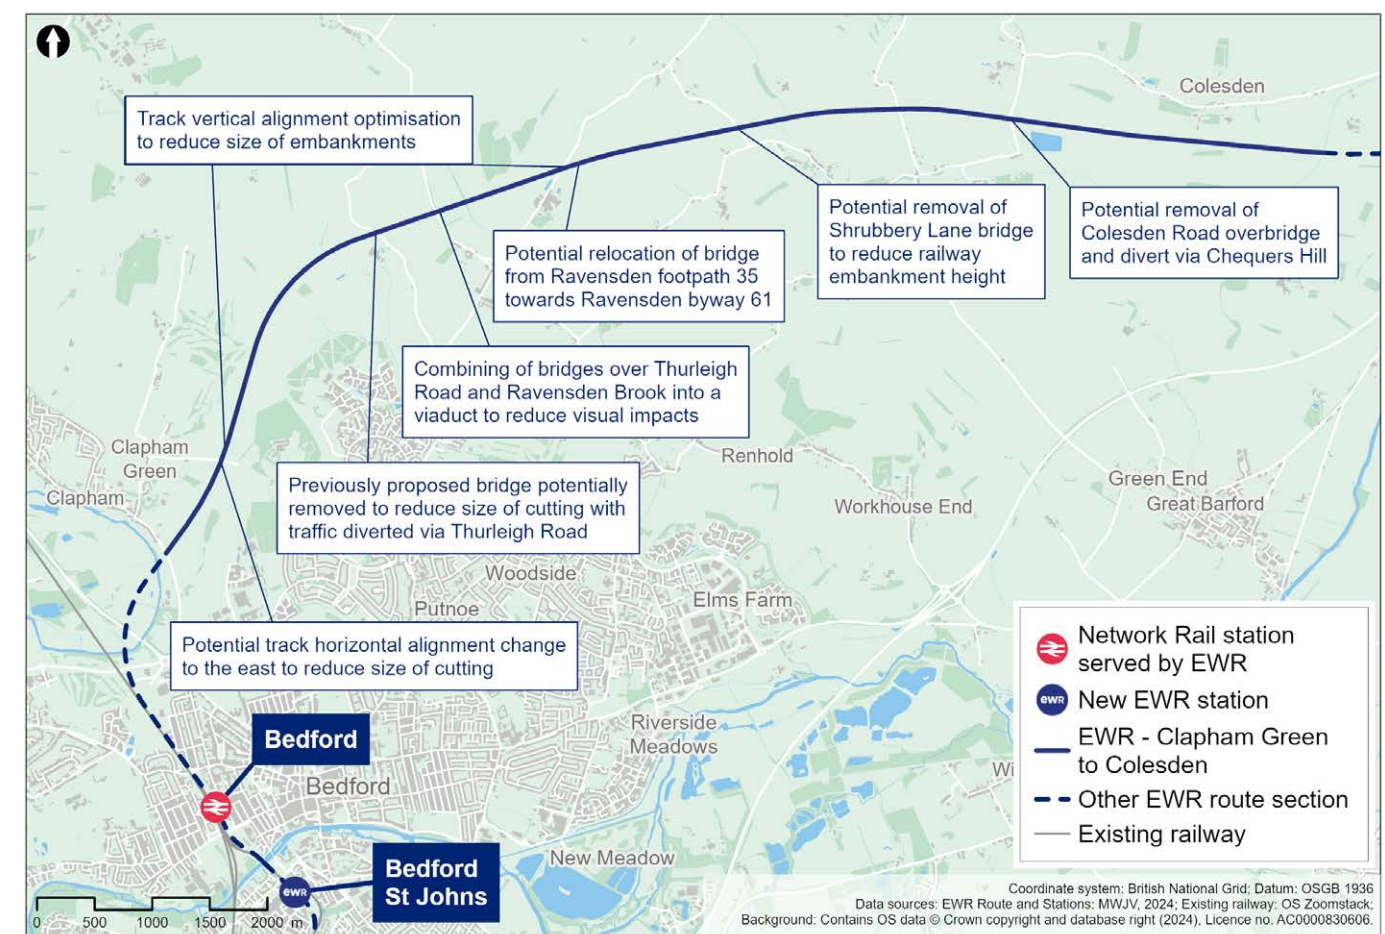 Colesden
Track vertical alignment optimisation
to reduce size of embankments
Potential removal of
Shrubbery Lane bridge
to reduce railway
embankment height
Potential removal of
Colesden Road overbridge
and divert via Chequers Hill
Potential relocation of bridge
from Ravensden footpath 35
towards Ravensden byway 61
Combining of bridges over Thurleigh
Road and Ravensden Brook into a
viaduct to reduce visual impacts
Clapham
Green
Clapham
Renhold
Workhouse End
Green End
Great Barford
Previously proposed bridge potentially
removed to reduce size of cutting with
traffic diverted via Thurleigh Road
Woodside
Putnoe
Elms Farm
Potential track horizontal alignment change
to the east to reduce size of cutting
Bedford
Bedford
Riverside
Meadows
Wi
New Meadow
Bedford
St Johns
ewr
Network Rail station
served by EWR
ewr
New EWR station
EWR - Clapham Green
to Colesden
Other EWR route section
Existing railway
0 500 1000 1500 2000 m
Coordinate system: British National Grid; Datum: OSGB 1936
Data sources: EWR Route and Stations: MWJV, 2024; Existing railway: OS Zoomstack;
Background: Contains OS data © Crown copyright and database right (2024), Licence no. AC0000830606.